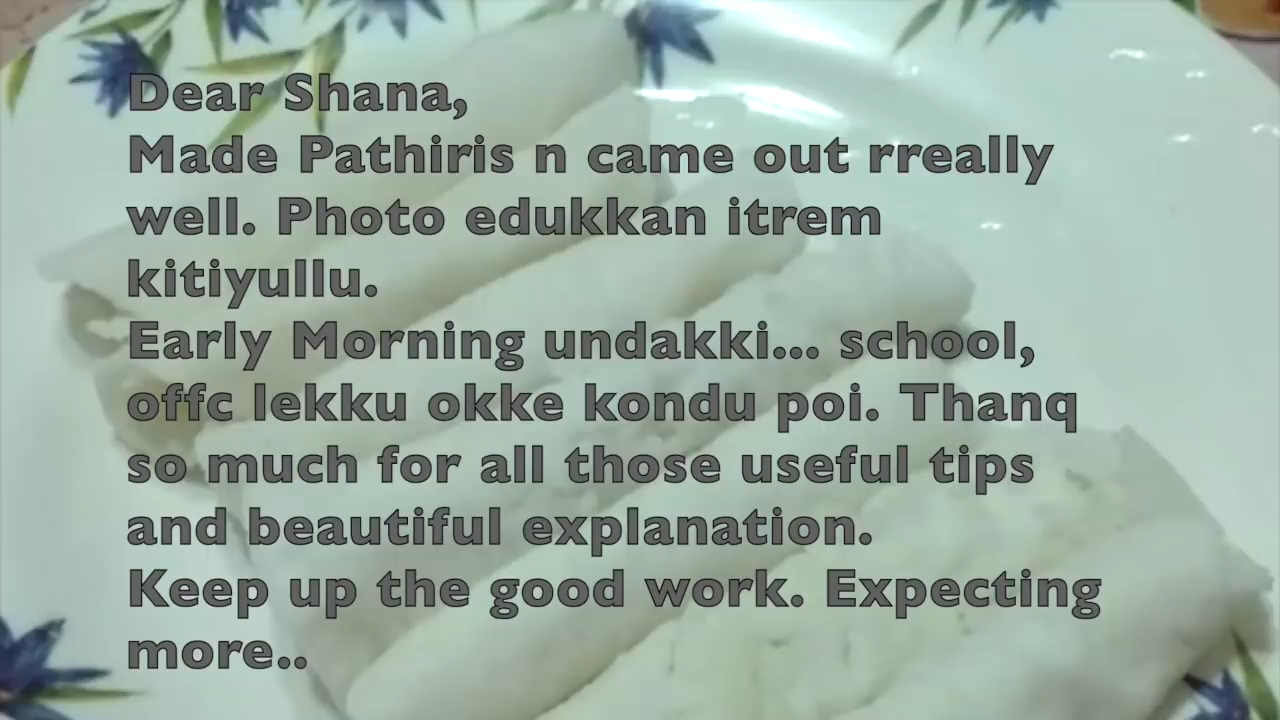 Dear Shana,
Made Pathiris n came out rreally
well. Photo edukkan itrem
kitiyullu.
Early Morning undakki... school,
offc lekku okke kondu poi. Thanq
so much for all those useful tips
and beautiful explanation.
Keep up the good work. Expecting
more..